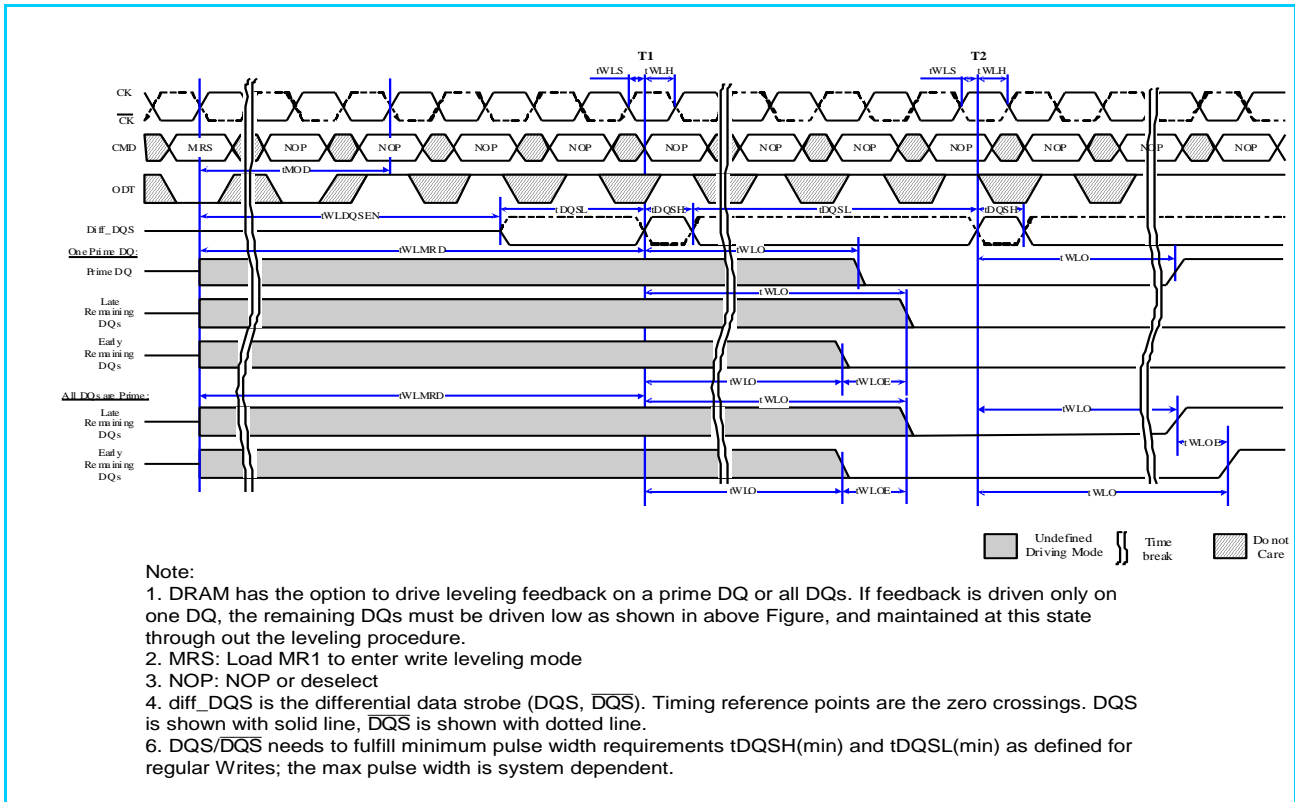 T1 T2
tWLS tWLH tWLS tWLH
CK
CK
CMD MRS NOP NOP NOP NOP NOP NOP NOP NOP NOP NOP NOP
tMOD
ODT
tWLDQSEN tDQSL tDQSH tDQSL tDQSH
Diff_DQS
One Prime DQ: tWLMRD tWLO tWLO
Prime DQ
Late
Remaining
DQs
tWLO
Early
Remaining
DQs
tWLO tWLOE
All DQs are Prime: tWLMRD tWLO
Late
Remaining
DQs
tWLO
tWLOE
Early
Remaining
DQs
tWLO tWLOE tWLO
Undefined
Driving Mode
Time
break
Do not
Care
Note:
1. DRAM has the option to drive leveling feedback on a prime DQ or all DQs. If feedback is driven only on
one DQ, the remaining DQs must be driven low as shown in above Figure, and maintained at this state
through out the leveling procedure.
2. MRS: Load MR1 to enter write leveling mode
3. NOP: NOP or deselect
4. diff_DQS is the differential data strobe (DQS, DQS). Timing reference points are the zero crossings. DQS
is shown with solid line, DQS is shown with dotted line.
6. DQS/DQS needs to fulfill minimum pulse width requirements tDQSH(min) and tDQSL(min) as defined for
regular Writes; the max pulse width is system dependent.